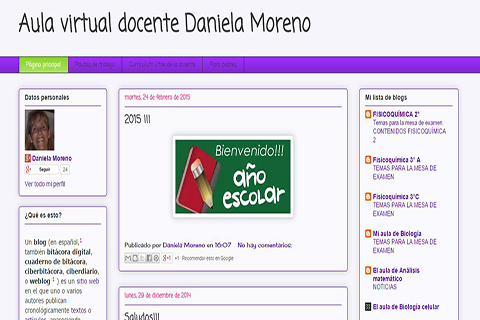 Aula virtual docente Daniela Moreno
Página principal
Pautas de trabajo
Curriculum Vitae de la docente
Para padres
Datos personales
Daniela Moreno
Seguir
24
Ver todo mi perfil
¿Qué es esto?
Un blog (en español,1
también bitácora digital,
cuaderno de bitácora,
ciberbitácora, ciberdiario,
o weblog 1 ) es un sitio web
en el que uno o varios
autores publican
cronológicamente textos o
artículos, apareciendo
martes, 24 de febrero de 2015
2015 !!!
Bienvenido!!!
año
escolar
Publicado por Daniela Moreno en 16:07 No hay comentarios:
+1 Recomendar esto en Google
lunes, 29 de diciembre de 2014
Saludos!!!
Mi lista de blogs
FISICOQUÍMICA 2°
Temas para la mesa de examen.
CONTENIDOS FISICOQUÍMICA
2
Fisicoquímica 3° A
TEMAS PARA LA MESA DE
EXAMEN
Fisicoquímica 3°C
TEMAS PARA LA MESA DE
EXAMEN
Mi aula de Biología
TEMAS PARA LA MESA DE
EXAMEN
El aula de Análisis
matemático
NOTICIAS
El aula de Biología celular